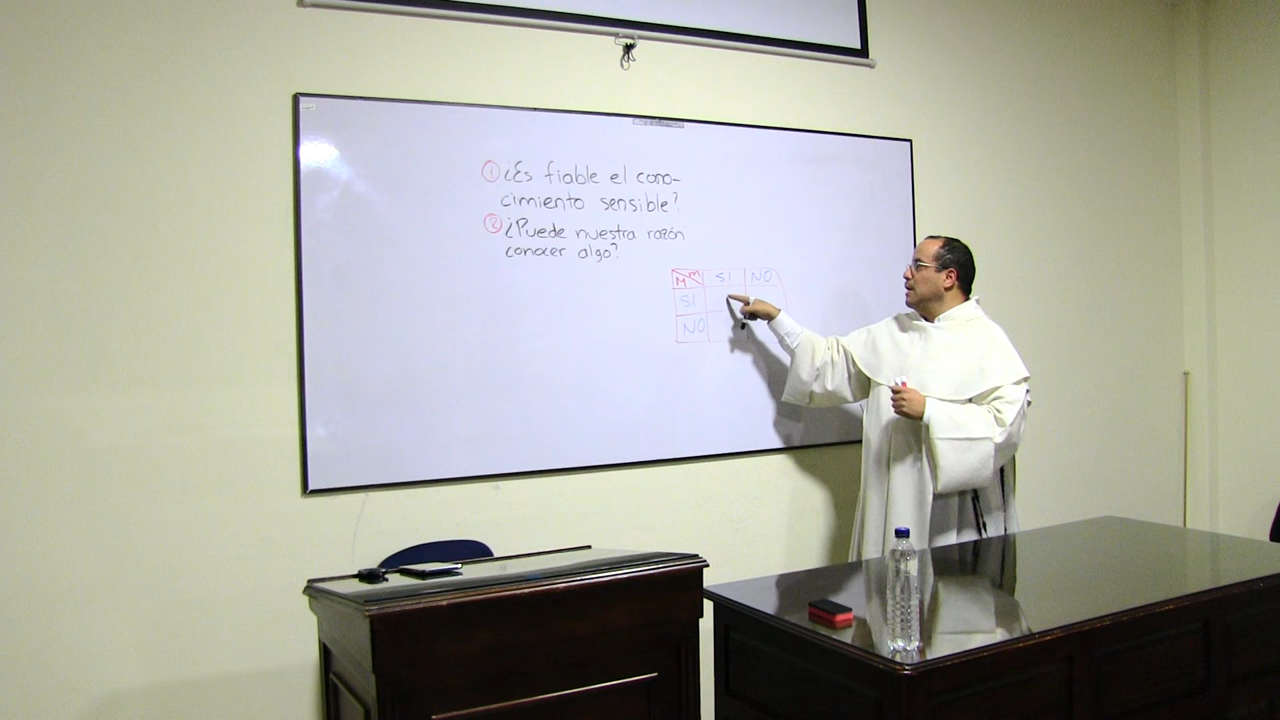 ① ¿Es fiable el cono-
cimiento sensible?
② ¿Puede nuestra razón
conocer algo?
M m SI NO
SI
NO